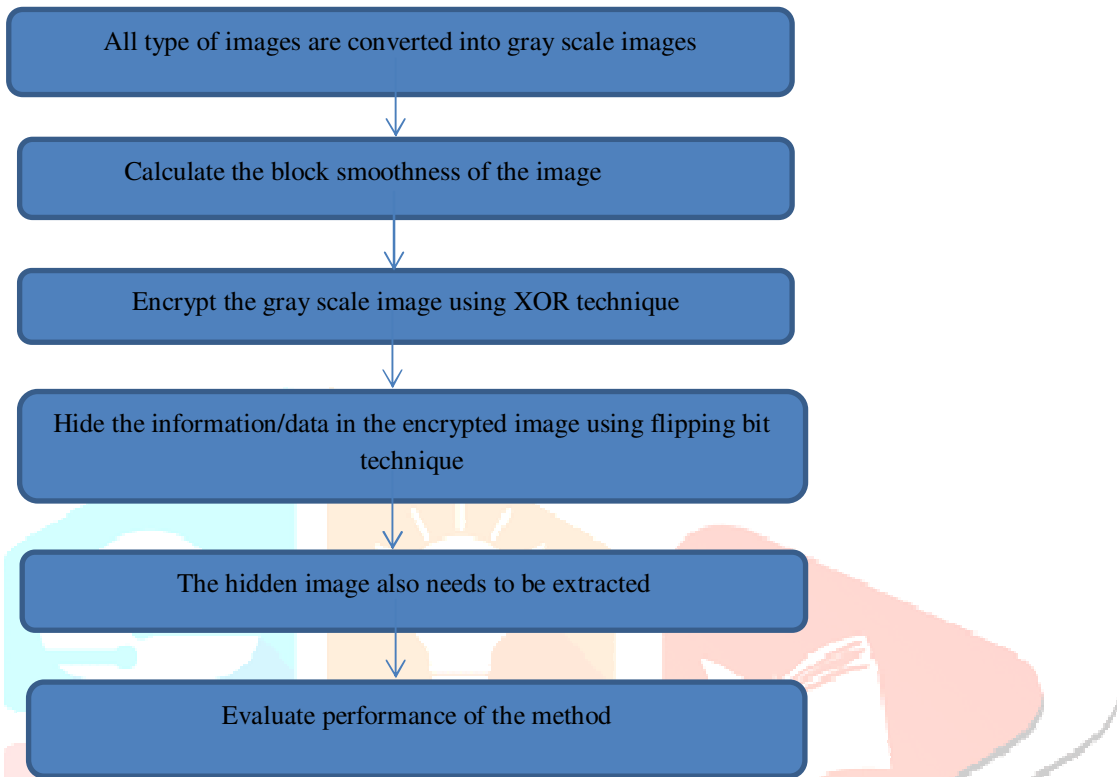 All type of images are converted into gray scale images
Calculate the block smoothness of the image
Encrypt the gray scale image using XOR technique
Hide the information/data in the encrypted image using flipping bit
technique
The hidden image also needs to be extracted
Evaluate performance of the method